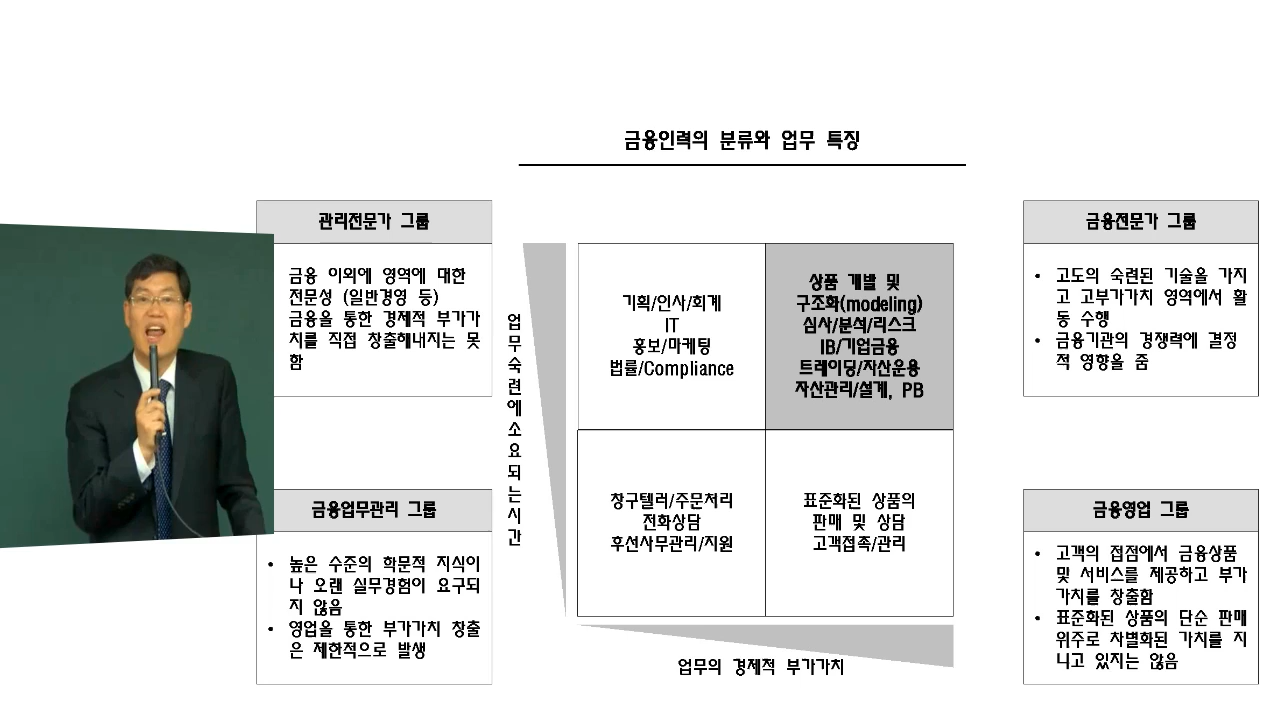 금융인력의 분류와 업무 특징
관리전문가 그룹
금융 이외에 영역에 대한
전문성 (일반경영 등)
금융을 통한 경제적 부가가
치를 직접 창출해내지는 못
함
금융업무관리 그룹
• 높은 수준의 학문적 지식이
나 오랜 실무경험이 요구되
지 않음
• 영업을 통한 부가가치 창출
은 제한적으로 발생
업무숙련에소요되는시간
기획/인사/회계
IT
홍보/마케팅
법률/Compliance
상품 개발 및
구조화(modeling)
심사/분석/리스크
IB/기업금융
트레이딩/자산운용
자산관리/설계, PB
창구텔러/주문처리
전화상담
후선사무관리/지원
표준화된 상품의
판매 및 상담
고객접촉/관리
업무의 경제적 부가가치
금융전문가 그룹
• 고도의 숙련된 기술을 가지
고 고부가가치 영역에서 활
동 수행
• 금융기관의 경쟁력에 결정
적 영향을 줌
금융영업 그룹
• 고객의 접점에서 금융상품
및 서비스를 제공하고 부가
가치를 창출함
• 표준화된 상품의 단순 판매
위주로 차별화된 가치를 지
니고 있지는 않음